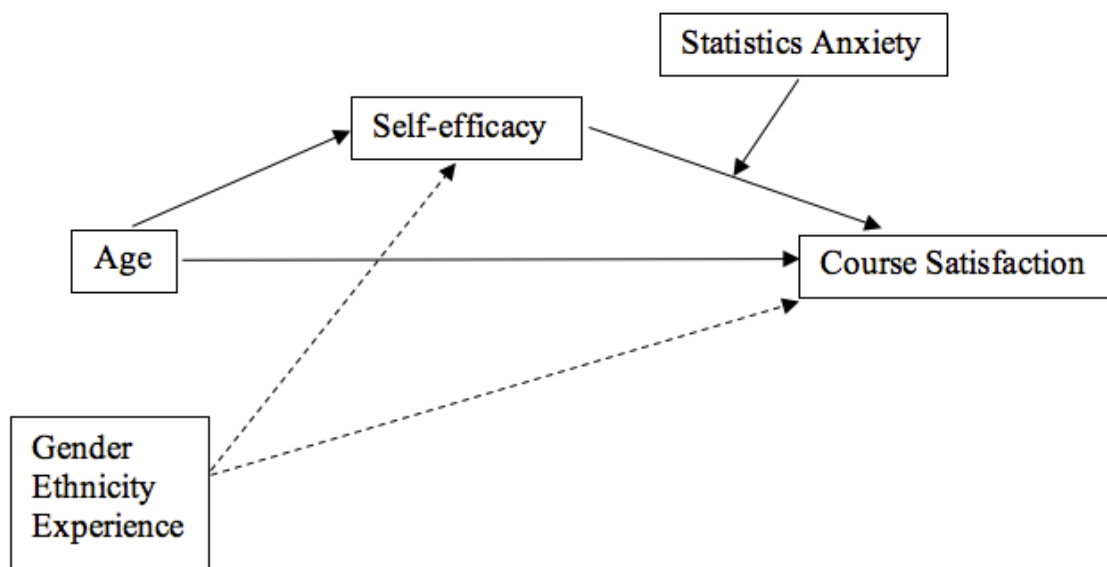 Statistics Anxiety
Self-efficacy
Age
Course Satisfaction
Gender
Ethnicity
Experience